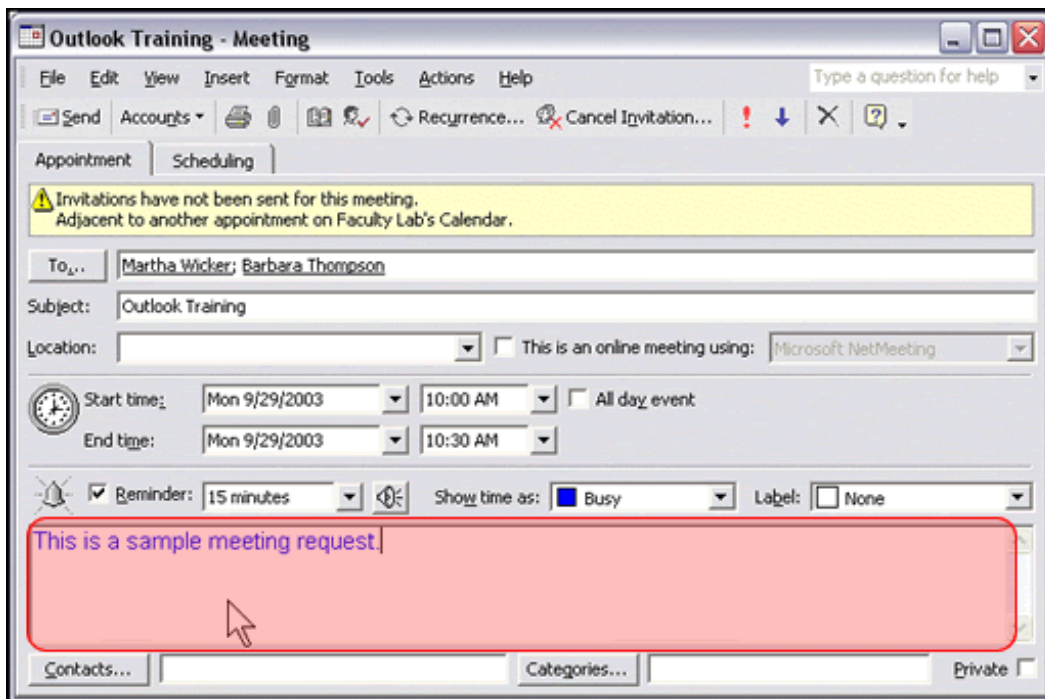 Outlook Training - Meeting
File Edit View Insert Format Tools Actions Help Type a question for help
Send Accounts Recurrence... Cancel Invitation...
Appointment Scheduling
Invitations have not been sent for this meeting.
Adjacent to another appointment on Faculty Lab's Calendar.
To... Martha Wicker; Barbara Thompson
Subject: Outlook Training
Location: This is an online meeting using: Microsoft NetMeeting
Start time: Mon 9/29/2003 10:00 AM All day event
End time: Mon 9/29/2003 10:30 AM
Reminder: 15 minutes Show time as: Busy Label: None
This is a sample meeting request.
Contacts... Categories... Private